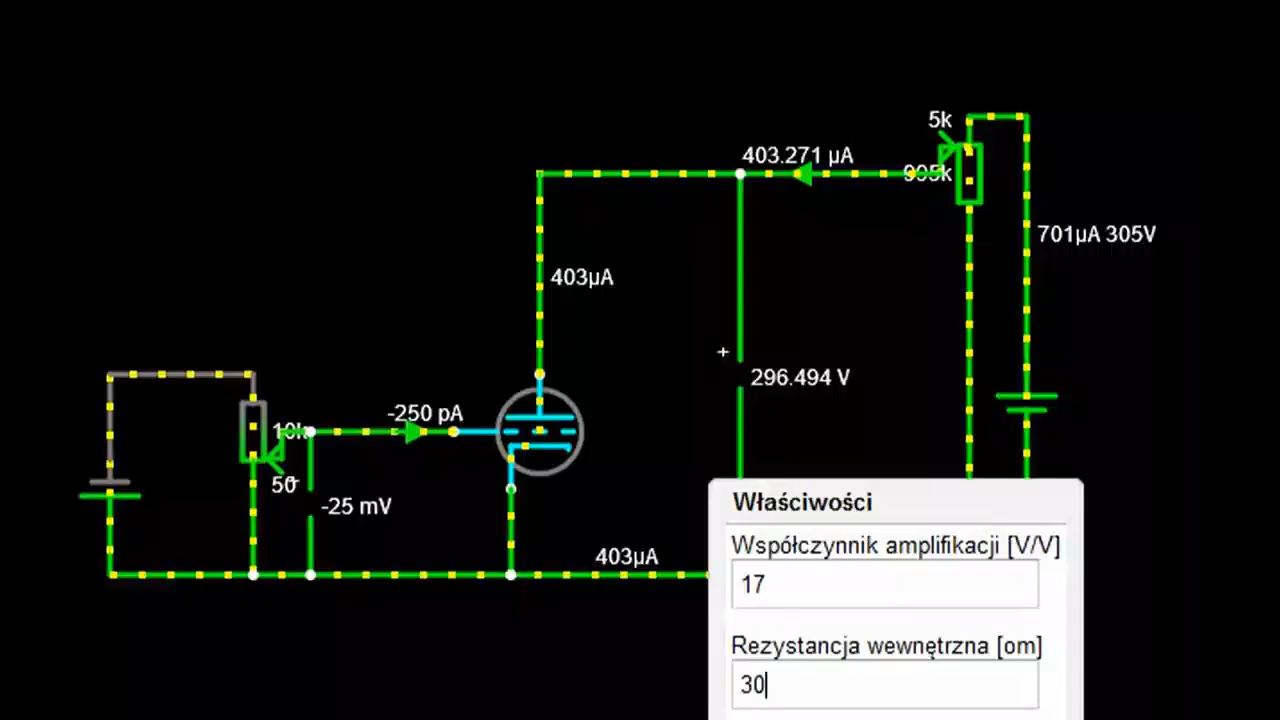 5k
403.271 µA
995k
701µA 305V
403µA
+
296.494 V
-250 pA
10k
50
-25 mV
403µA
Właściwości
Współczynnik amplifikacji [V/V]
17
Rezystancja wewnętrzna [om]
30